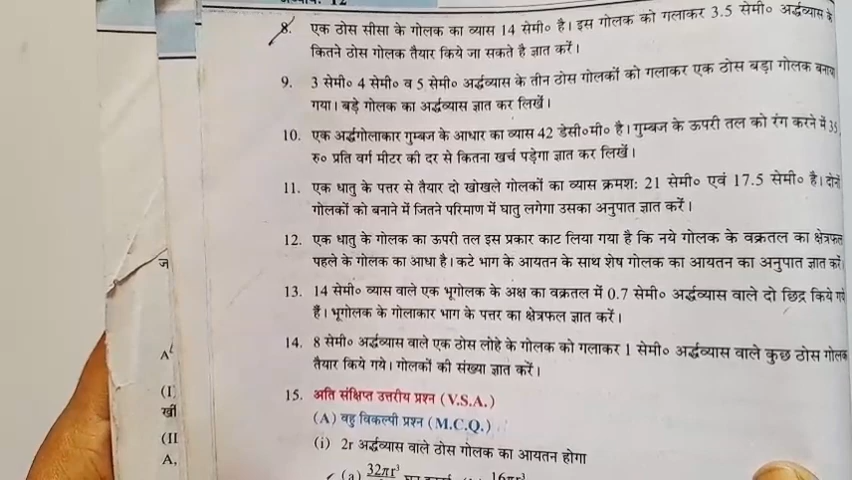 8. एक ठोस सीसा के गोलक का व्यास 14 सेमी० है। इस गोलक को गलाकर 3.5 सेमी० अर्द्धव्यास के
कितने ठोस गोलक तैयार किये जा सकते है ज्ञात करें।
9. 3 सेमी० 4 सेमी० व 5 सेमी० अर्द्धव्यास के तीन ठोस गोलकों को गलाकर एक ठोस बड़ा गोलक बनाया
गया। बड़े गोलक का अर्द्धव्यास ज्ञात कर लिखें।
10. एक अर्द्धगोलाकार गुम्बज के आधार का व्यास 42 डेसी०मी० है। गुम्बज के ऊपरी तल को रंग करने में 35
रु० प्रति वर्ग मीटर की दर से कितना खर्च पड़ेगा ज्ञात कर लिखें।
11. एक धातु के पत्तर से तैयार दो खोखले गोलकों का व्यास क्रमश: 21 सेमी० एवं 17.5 सेमी० है। दोनों
गोलकों को बनाने में जितने परिमाण में धातु लगेगा उसका अनुपात ज्ञात करें।
12. एक धातु के गोलक का ऊपरी तल इस प्रकार काट लिया गया है कि नये गोलक के वक्रतल का क्षेत्रफल
पहले के गोलक का आधा है। कटे भाग के आयतन के साथ शेष गोलक का आयतन का अनुपात ज्ञात करें
13. 14 सेमी० व्यास वाले एक भूगोलक के अक्ष का वक्रतल में 0.7 सेमी० अर्द्धव्यास वाले दो छिद्र किये गये
हैं। भूगोलक के गोलाकार भाग के पत्तर का क्षेत्रफल ज्ञात करें।
14. 8 सेमी० अर्द्धव्यास वाले एक ठोस लोहे के गोलक को गलाकर 1 सेमी० अर्द्धव्यास वाले कुछ ठोस गोलक
तैयार किये गये। गोलकों की संख्या ज्ञात करें।
15. अति संक्षिप्त उत्तरीय प्रश्न (V.S.A.)
(A) बहु विकल्पी प्रश्न (M.C.Q.)
(i) 2r अर्द्धव्यास वाले ठोस गोलक का आयतन होगा
(a) 32πr³ 16πr³
(I)
(II
A,